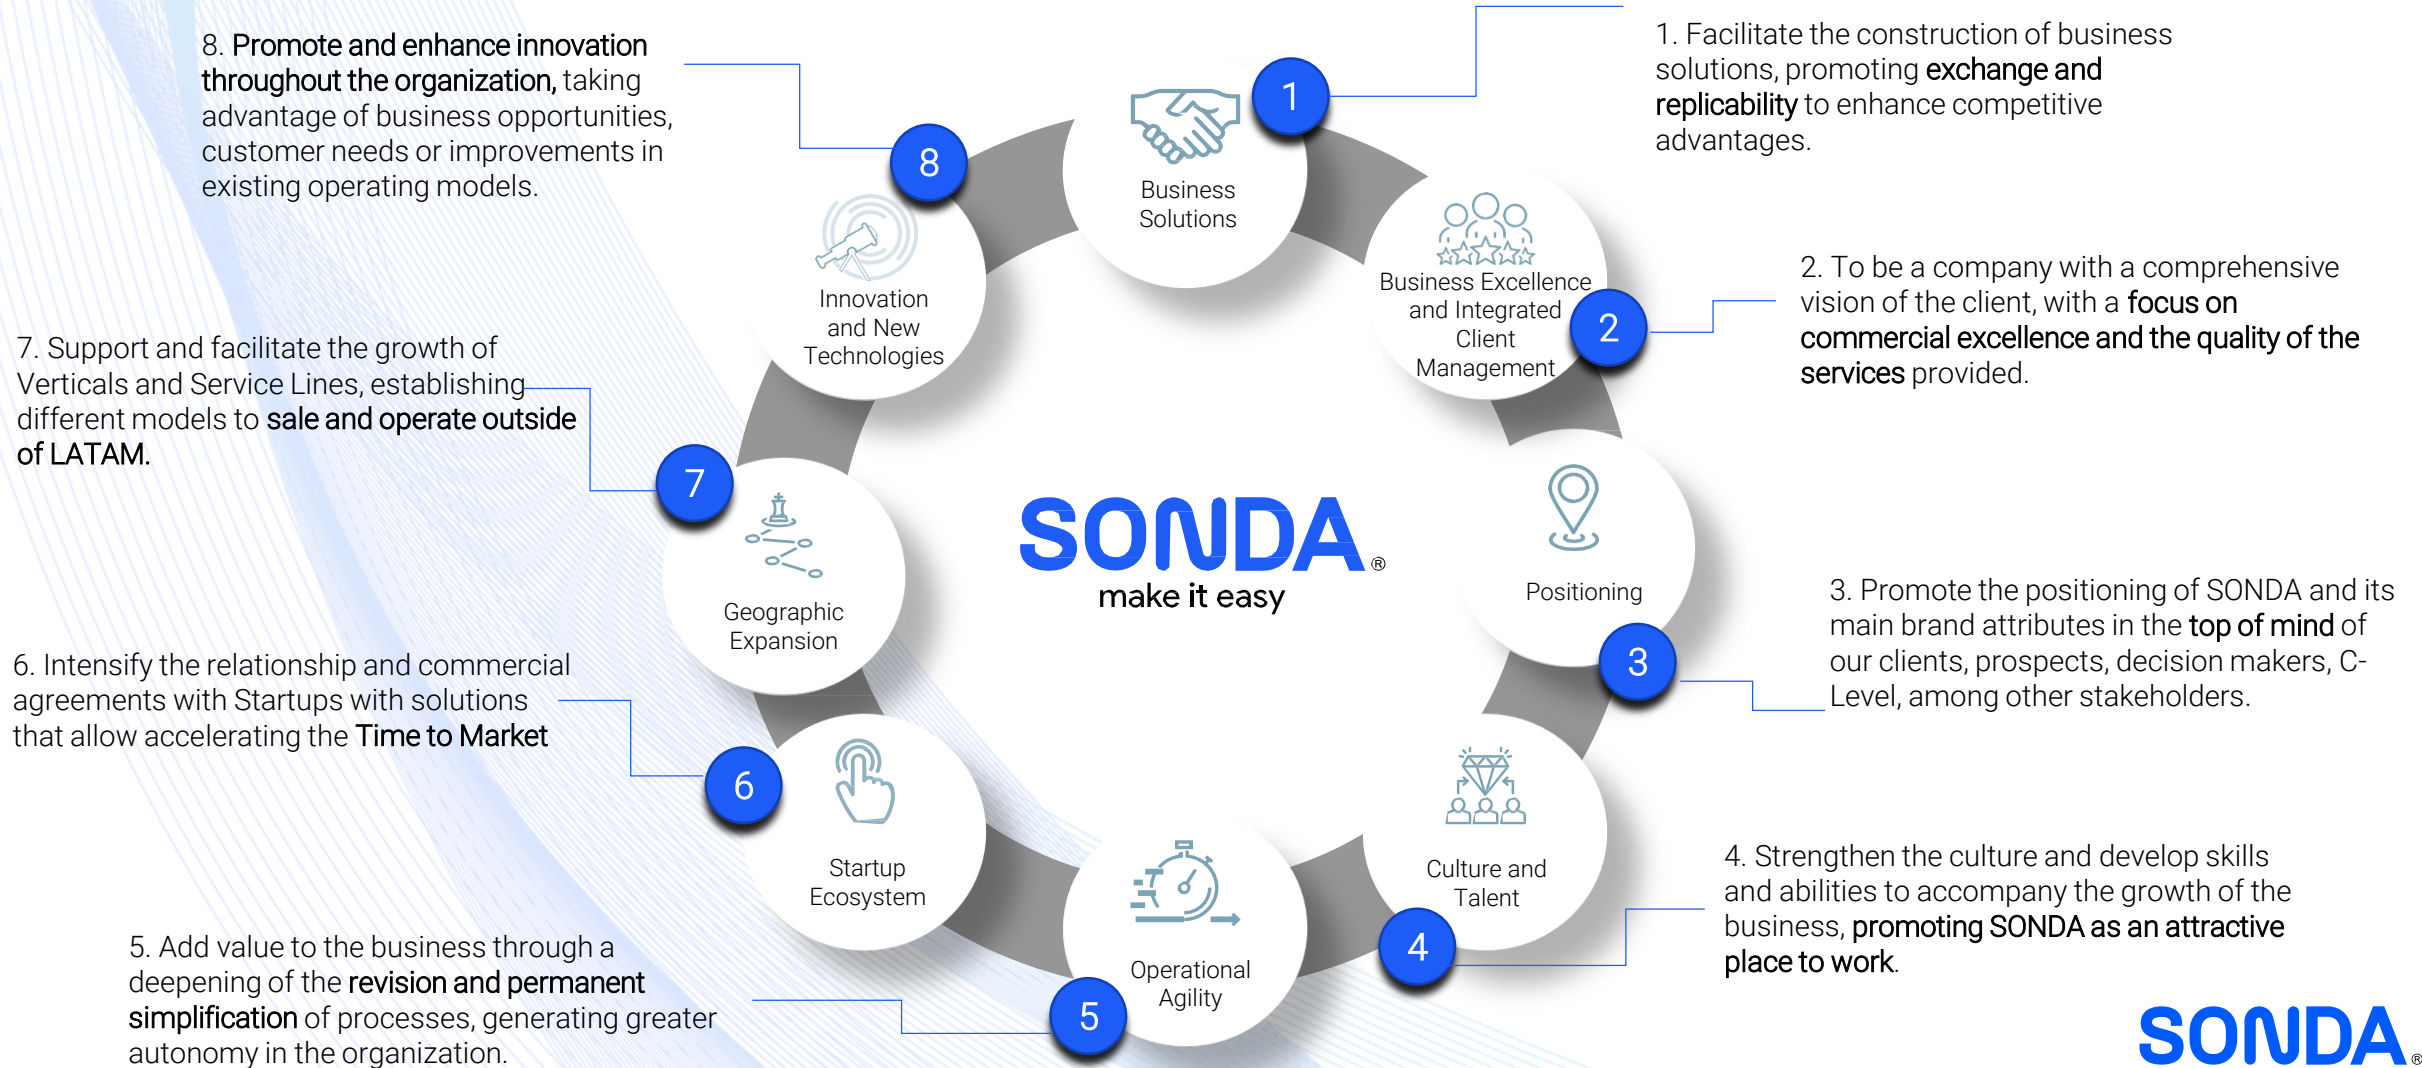 8. Promote and enhance innovation
throughout the organization, taking
advantage of business opportunities,
customer needs or improvements in
existing operating models.
1. Facilitate the construction of business
solutions, promoting exchange and
replicability to enhance competitive
advantages.
1
Business
Solutions
8
Innovation
and New
Technologies
Business Excellence
and Integrated
Client
Management
2
2. To be a company with a comprehensive
vision of the client, with a focus on
commercial excellence and the quality of the
services provided.
7. Support and facilitate the growth of
Verticals and Service Lines, establishing
different models to sale and operate outside
of LATAM.
7
Geographic
Expansion
SONDA®
make it easy
Positioning
3
3. Promote the positioning of SONDA and its
main brand attributes in the top of mind of
our clients, prospects, decision makers, C-
Level, among other stakeholders.
6. Intensify the relationship and commercial
agreements with Startups with solutions
that allow accelerating the Time to Market
6
Startup
Ecosystem
Culture and
Talent
4
4. Strengthen the culture and develop skills
and abilities to accompany the growth of the
business, promoting SONDA as an attractive
place to work.
5. Add value to the business through a
deepening of the revision and permanent
simplification of processes, generating greater
autonomy in the organization.
5
Operational
Agility
SONDA®